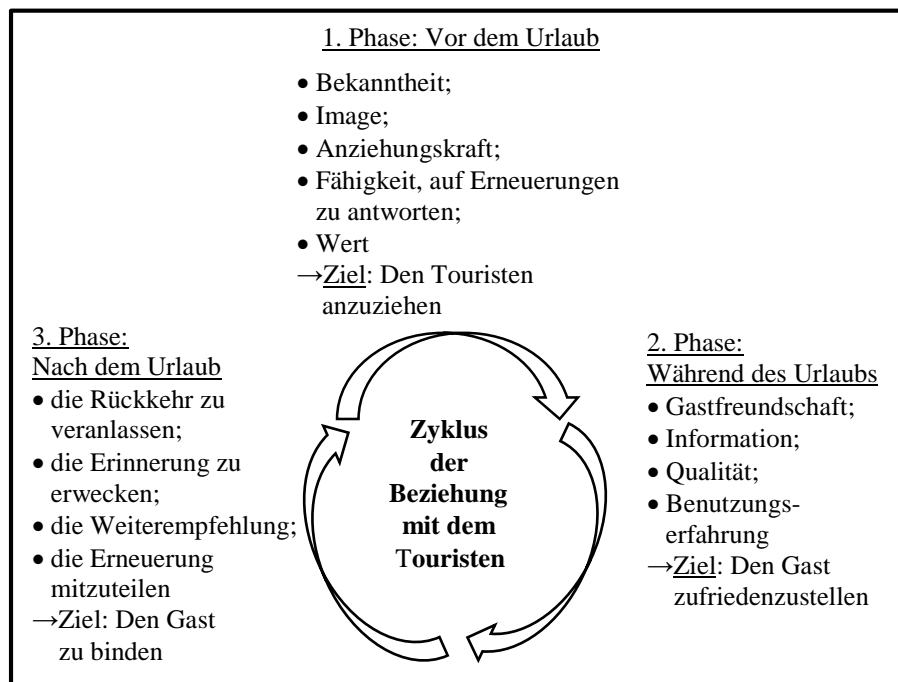 1. Phase: Vor dem Urlaub
• Bekanntheit;
• Image;
• Anziehungskraft;
• Fähigkeit, auf Erneuerungen
zu antworten;
• Wert
→Ziel: Den Touristen
anzuziehen
3. Phase:
Nach dem Urlaub
• die Rückkehr zu
veranlassen;
• die Erinnerung zu
erwecken;
• die Weiterempfehlung;
• die Erneuerung
mitzuteilen
→Ziel: Den Gast
zu binden
Zyklus
der
Beziehung
mit dem
Touristen
2. Phase:
Während des Urlaubs
• Gastfreundschaft;
• Information;
• Qualität;
• Benutzungs-
erfahrung
→Ziel: Den Gast
zufriedenzustellen